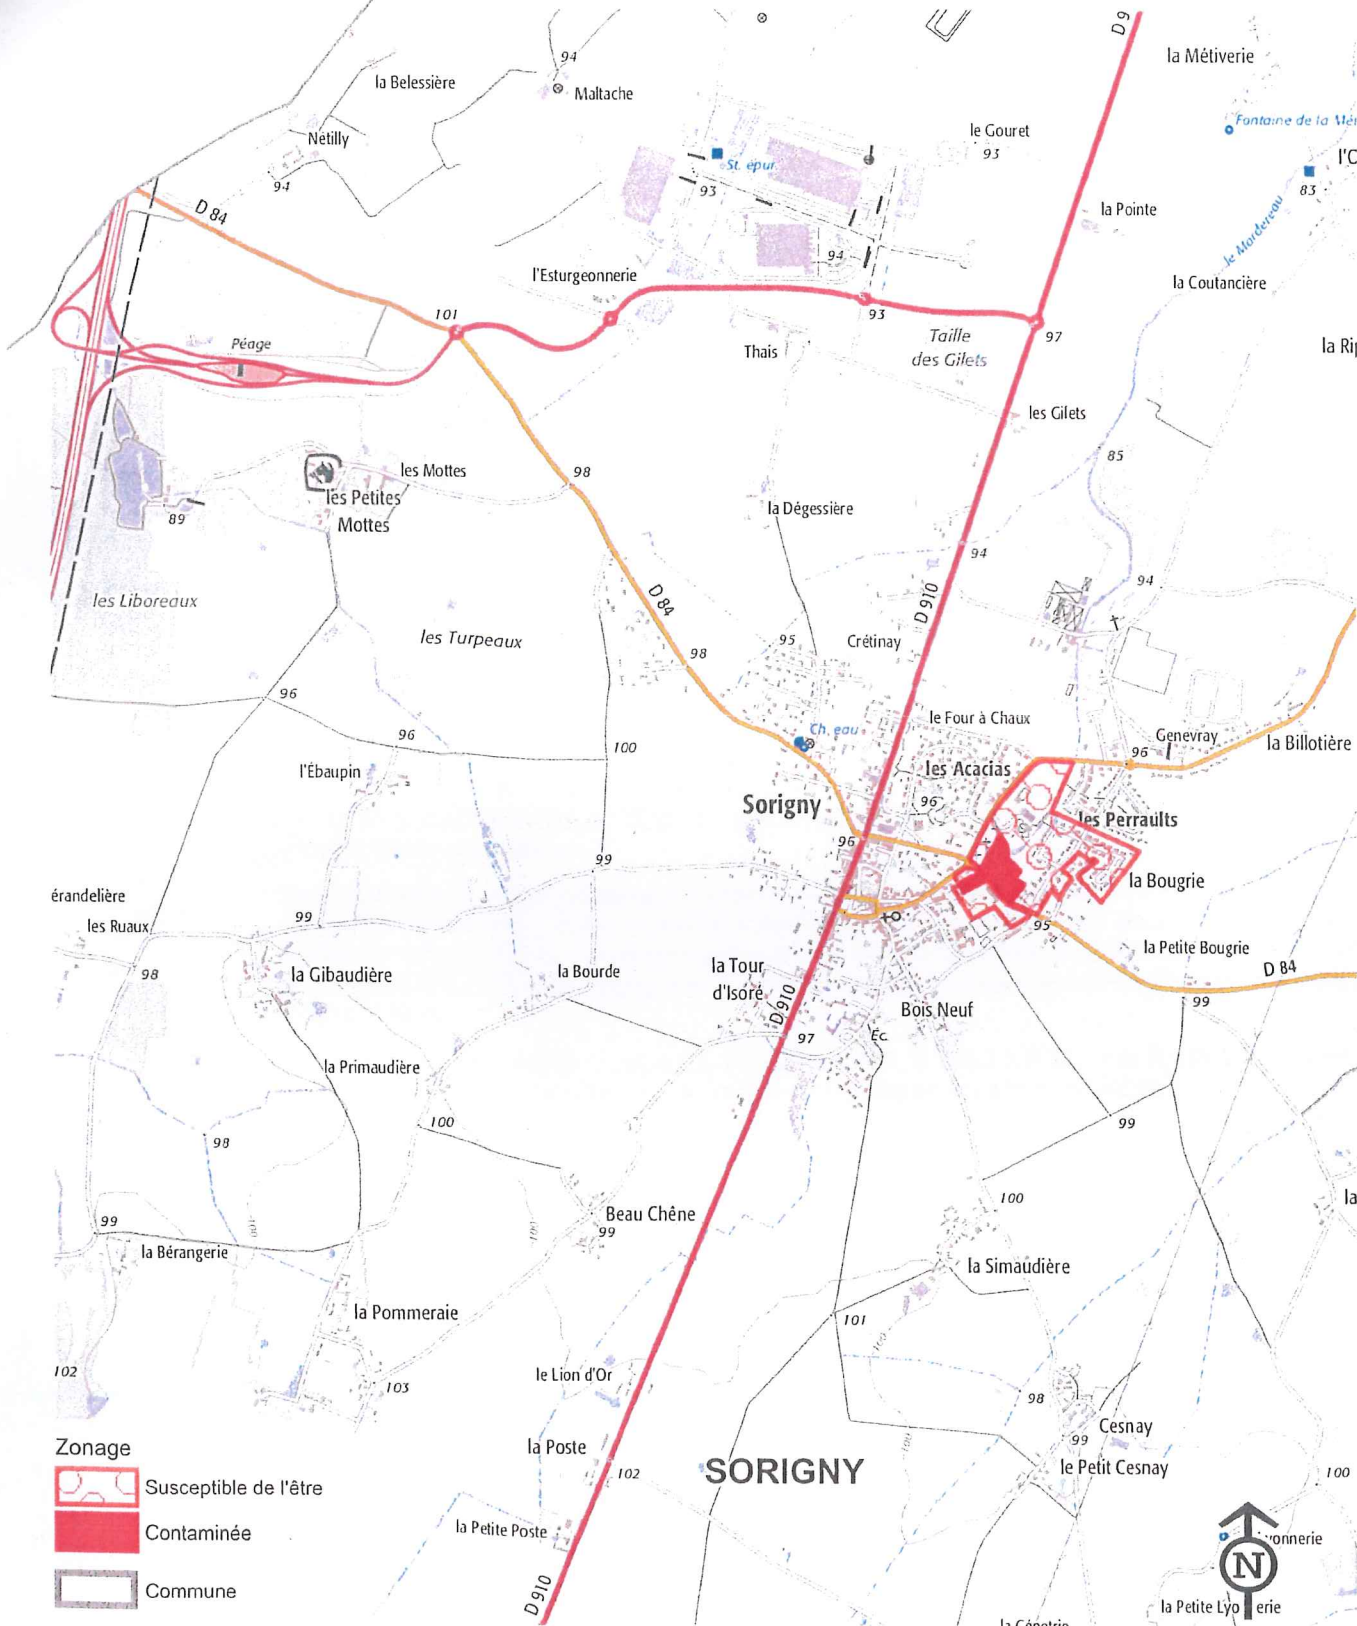 D 9
la Métiverie
94
la Belessière
Maltache
Fontaine de la
le Gouret
93
Netilly
St. épur.
83
94
93
la Pointe
D 84
le Mardereau
94
l'Esturgeonnerie
la Coutancière
101
93
Taille
des Gilets
97
Péage
Thais
les Gilets
85
98
les Mottes
les Petites
Mottes
89
la Dégessière
94
94
les Liboreaux
D 84
D 910
les Turpeaux
95
Crétinay
98
96
le Four à Chaux
Ch. eau
96
100
Genevray
la Billotière
96
l'Ébaupin
les Acacias
96
Sorigny
les Perraults
96
99
la Bougrie
érandelière
les Ruaux
99
95
la Petite Bougrie
98
la Gibaudière
la Bourde
la Tour
d'Isoré
D 84
D 910
99
Bois Neuf
97
Éc.
la Primaudière
100
99
98
100
99
100
100
Beau Chêne
99
la Bérangerie
la Simaudière
la Pommeraie
101
100
102
le Lion d'Or
103
98
Cesnay
99
100
Zonage
la Poste
le Petit Cesnay
SORIGNY
102
100
Susceptible de l'être
Contaminée
la Petite Poste
onnerie
N
Commune
D 910
la Petite Lyo erie